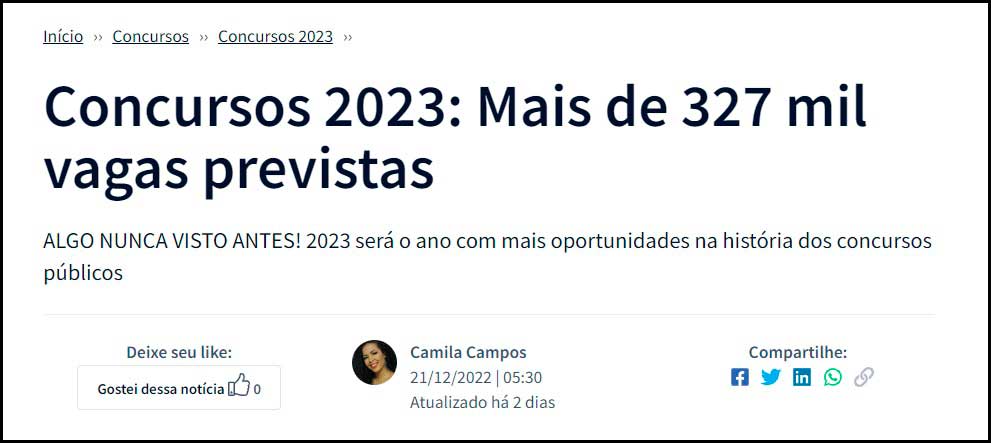 Início ›› Concursos ›› Concursos 2023 ››
Concursos 2023: Mais de 327 mil
vagas previstas
ALGO NUNCA VISTO ANTES! 2023 será o ano com mais oportunidades na história dos concursos
públicos
Deixe seu like:
Gostei dessa notícia 0
Camila Campos
21/12/2022 | 05:30
Atualizado há 2 dias
Compartilhe: